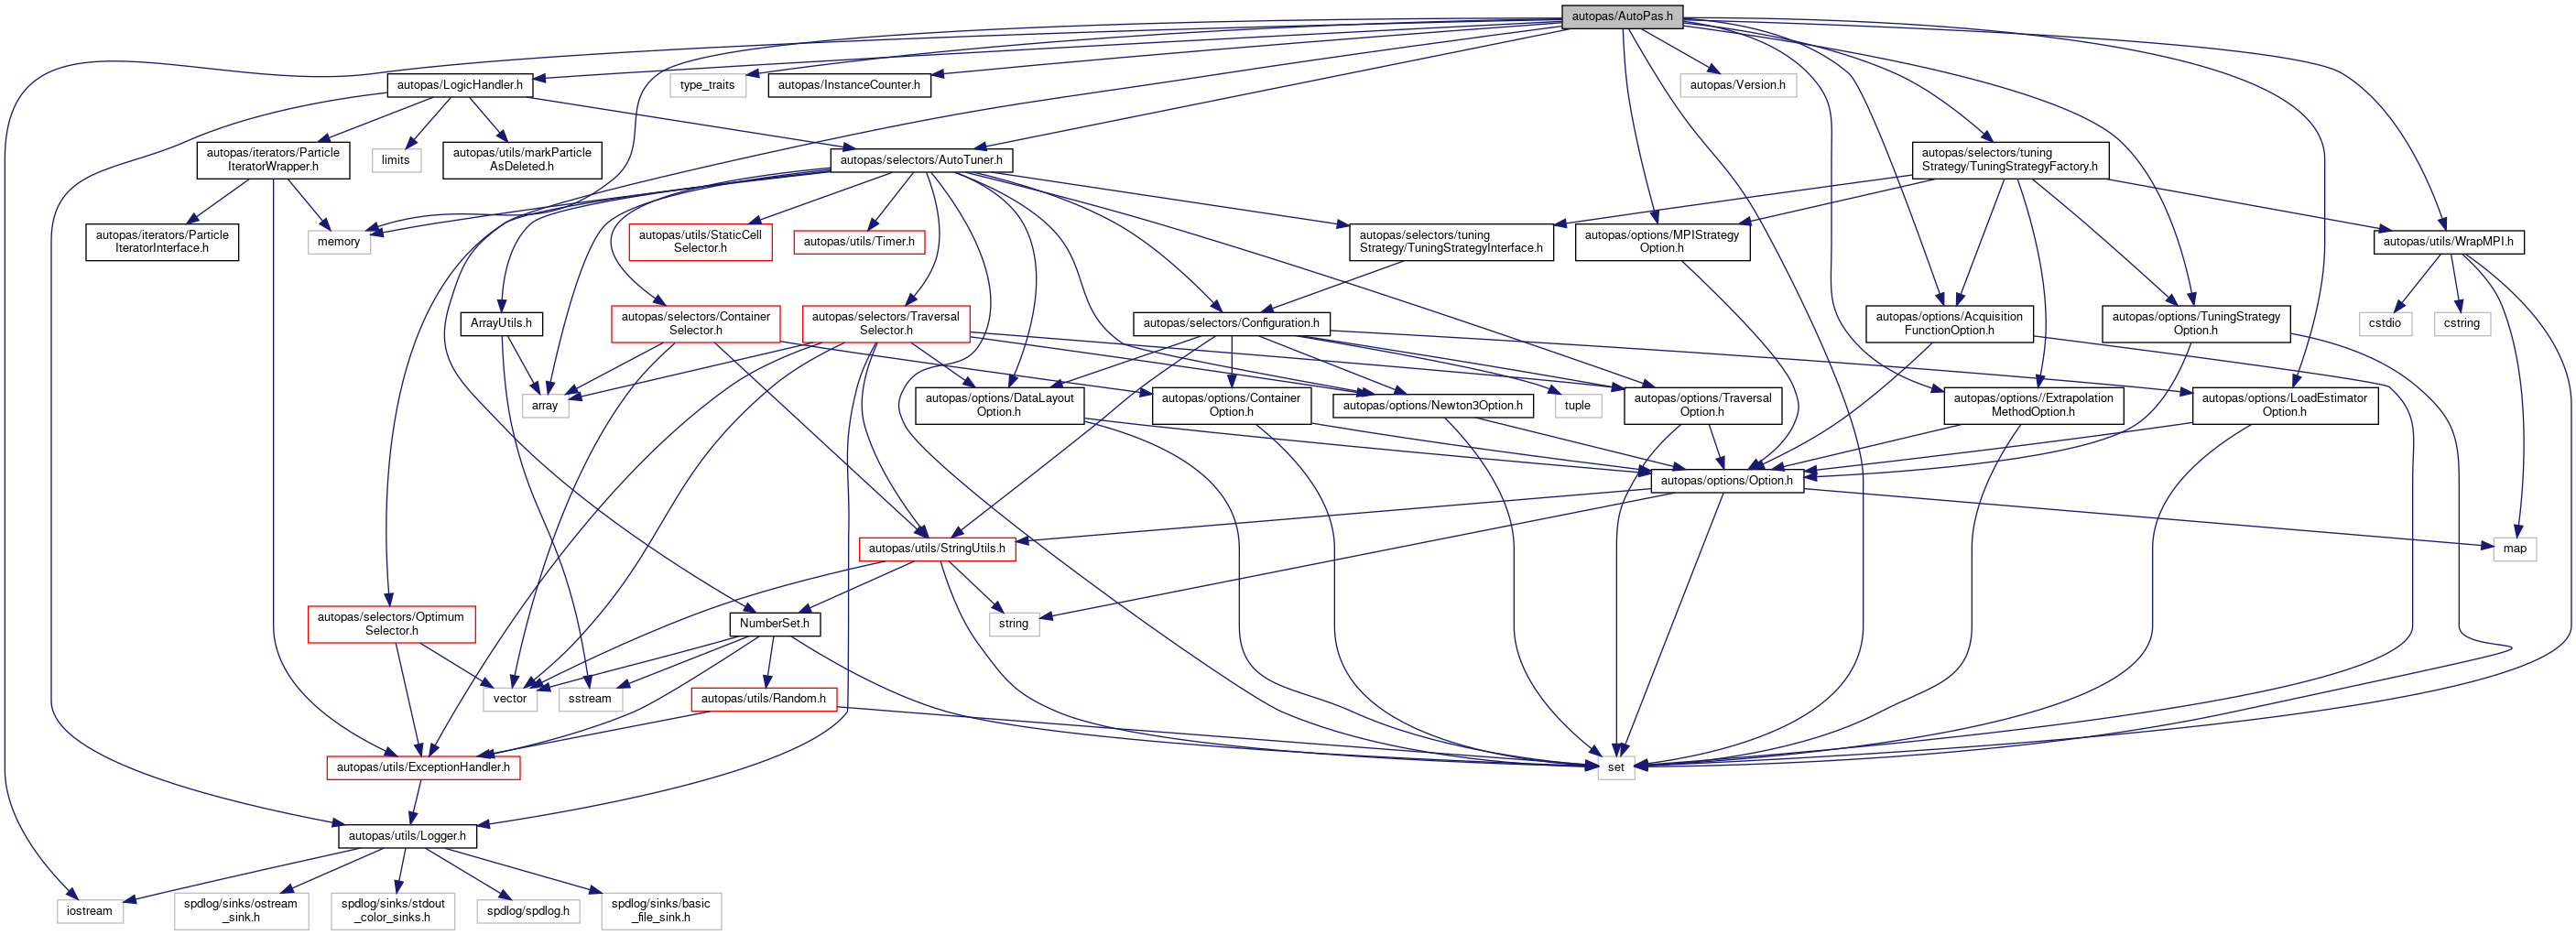 autopas/AutoPas.h
autopas/LogicHandler.h
type_traits
autopas/InstanceCounter.h
autopas/Version.h
autopas/iterators/Particle
IteratorWrapper.h
limits
autopas/utils/markParticle
AsDeleted.h
autopas/selectors/AutoTuner.h
autopas/selectors/tuning
Strategy/TuningStrategyFactory.h
autopas/iterators/Particle
IteratorInterface.h
memory
autopas/utils/StaticCell
Selector.h
autopas/utils/Timer.h
autopas/selectors/tuning
Strategy/TuningStrategyInterface.h
autopas/options/MPIStrategy
Option.h
autopas/utils/WrapMPI.h
ArrayUtils.h
autopas/selectors/Container
Selector.h
autopas/selectors/Traversal
Selector.h
autopas/selectors/Configuration.h
autopas/options/Acquisition
FunctionOption.h
autopas/options/TuningStrategy
Option.h
cstdio
cstring
array
autopas/options/DataLayout
Option.h
autopas/options/Container
Option.h
autopas/options/Newton3Option.h
tuple
autopas/options/Traversal
Option.h
autopas/options//Extrapolation
MethodOption.h
autopas/options/LoadEstimator
Option.h
autopas/options/Option.h
autopas/utils/StringUtils.h
map
autopas/selectors/Optimum
Selector.h
NumberSet.h
string
vector
sstream
autopas/utils/Random.h
autopas/utils/ExceptionHandler.h
set
autopas/utils/Logger.h
iostream
spdlog/sinks/ostream
_sink.h
spdlog/sinks/stdout
_color_sinks.h
spdlog/spdlog.h
spdlog/sinks/basic
_file_sink.h